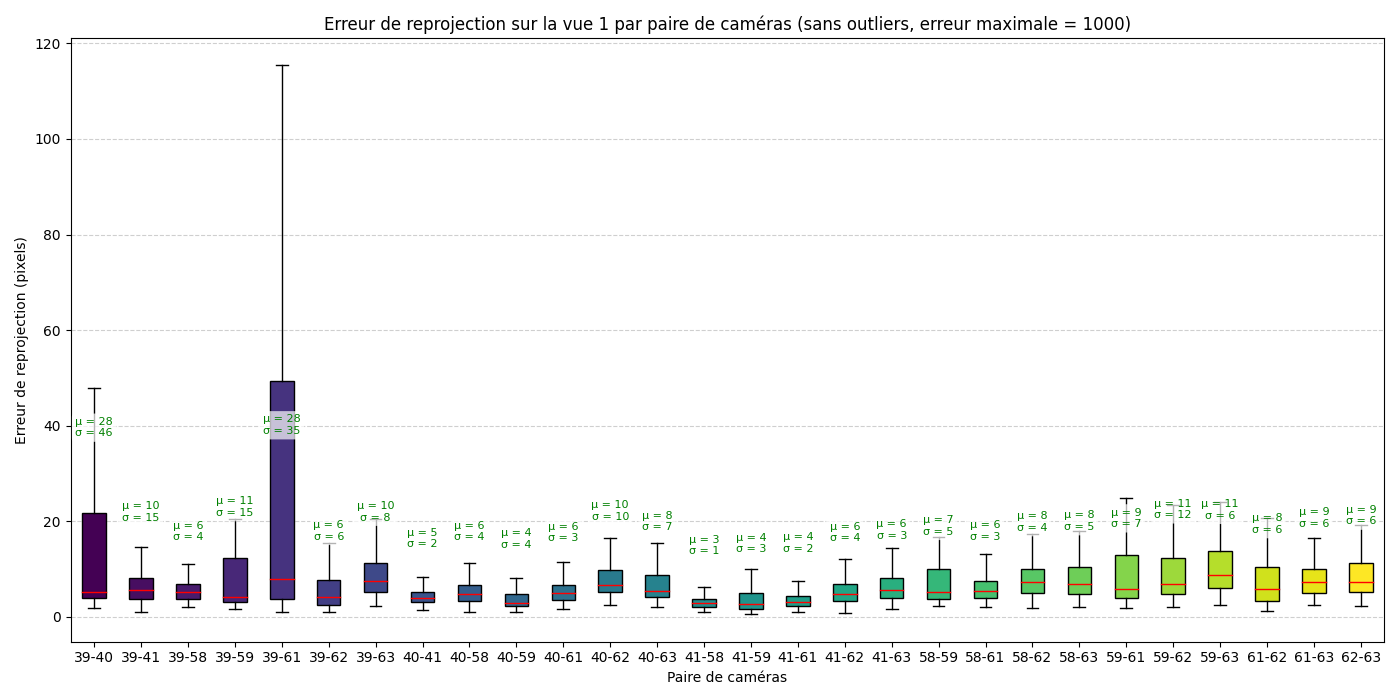 Erreur de reprojection sur la vue 1 par paire de caméras (sans outliers, erreur maximale = 1000)
Erreur de reprojection (pixels)
120
100
80
60
40
20
0
μ = 28
σ = 46
μ = 10
σ = 15
μ = 6
σ = 4
μ = 11
σ = 15
μ = 28
σ = 35
μ = 6
σ = 6
μ = 10
σ = 8
μ = 5
σ = 2
μ = 6
σ = 4
μ = 4
σ = 4
μ = 6
σ = 3
μ = 10
σ = 10
μ = 8
σ = 7
μ = 3
σ = 1
μ = 4
σ = 3
μ = 4
σ = 2
μ = 6
σ = 4
μ = 6
σ = 3
μ = 7
σ = 5
μ = 6
σ = 3
μ = 8
σ = 4
μ = 8
σ = 5
μ = 9
σ = 7
μ = 11
σ = 12
μ = 11
σ = 6
μ = 8
σ = 6
μ = 9
σ = 6
μ = 9
σ = 6
39-40 39-41 39-58 39-59 39-61 39-62 39-63 40-41 40-58 40-59 40-61 40-62 40-63 41-58 41-59 41-61 41-62 41-63 58-59 58-61 58-62 58-63 59-61 59-62 59-63 61-62 61-63 62-63
Paire de caméras